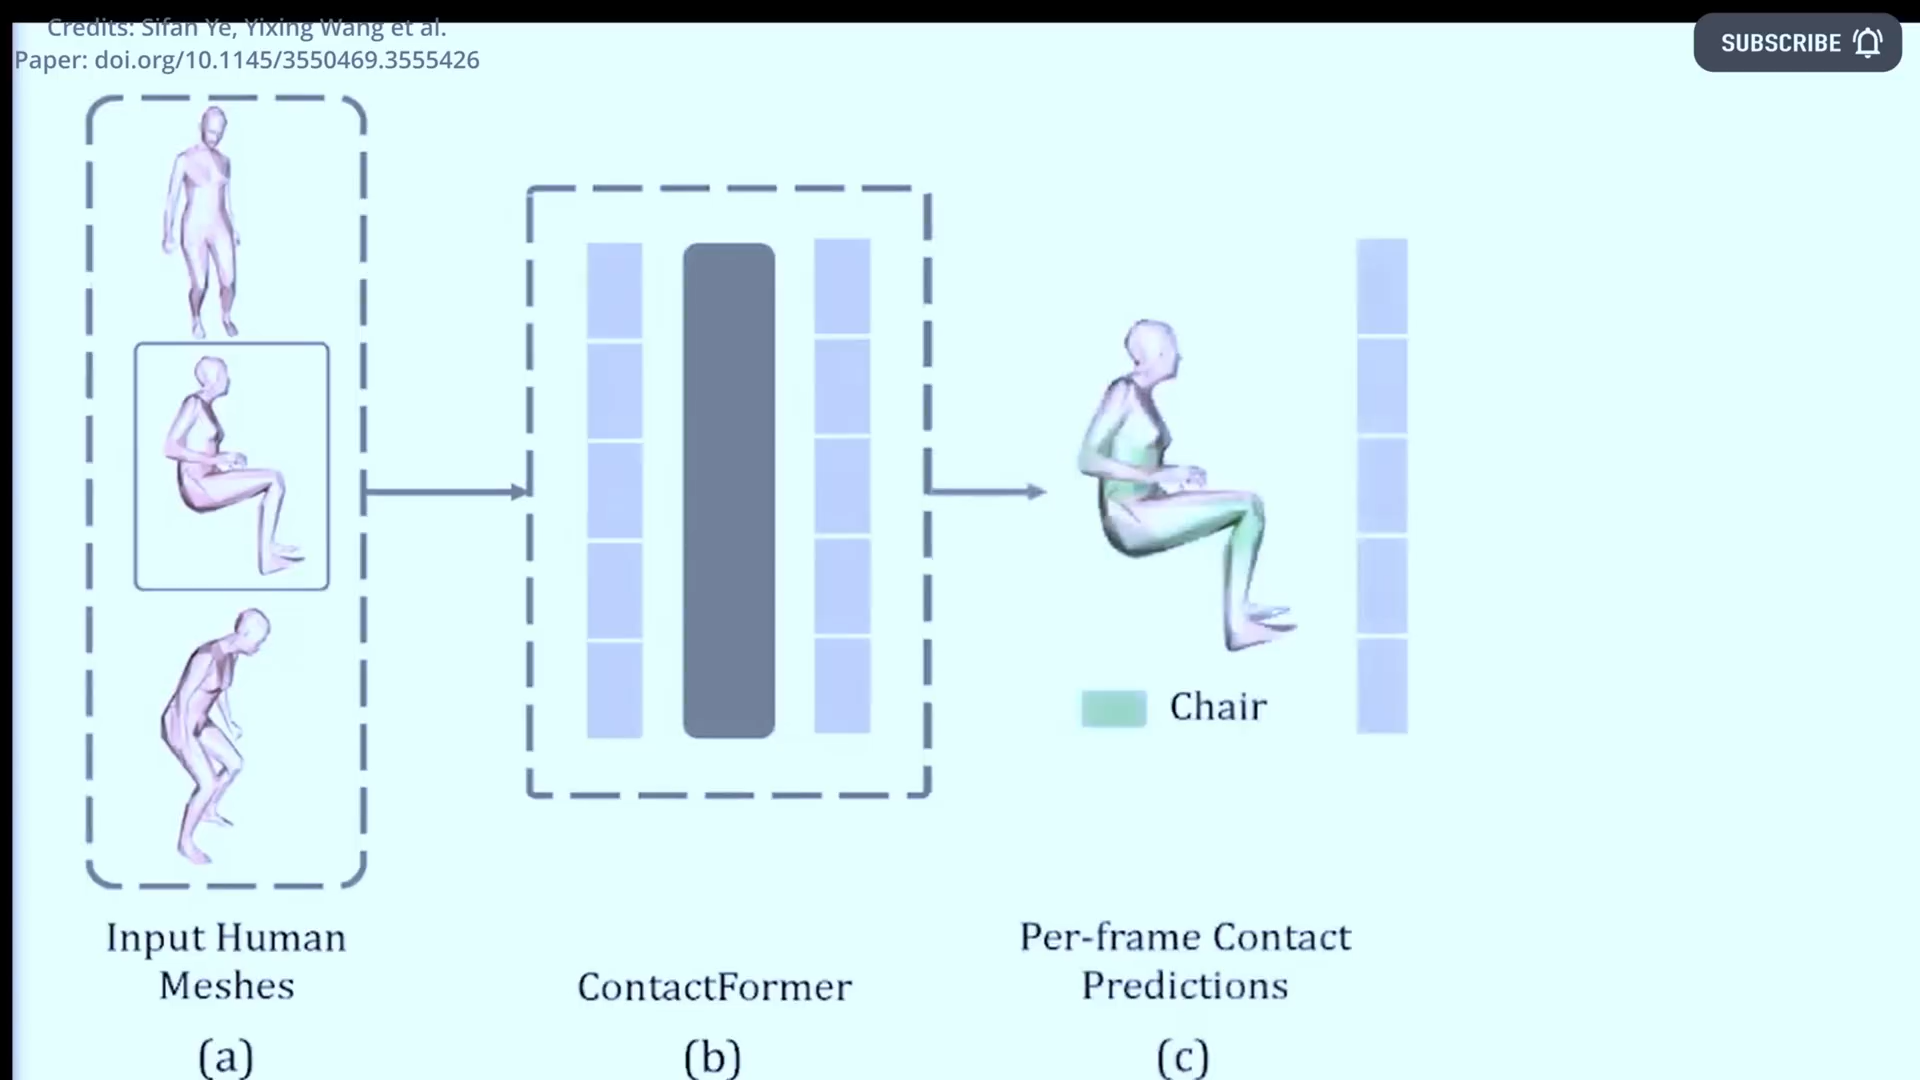 Credits: Sifan Ye, Yixing Wang et al.
Paper: doi.org/10.1145/3550469.3555426
SUBSCRIBE
Chair
Input Human
Meshes
(a)
ContactFormer
(b)
Per-frame Contact
Predictions
(c)